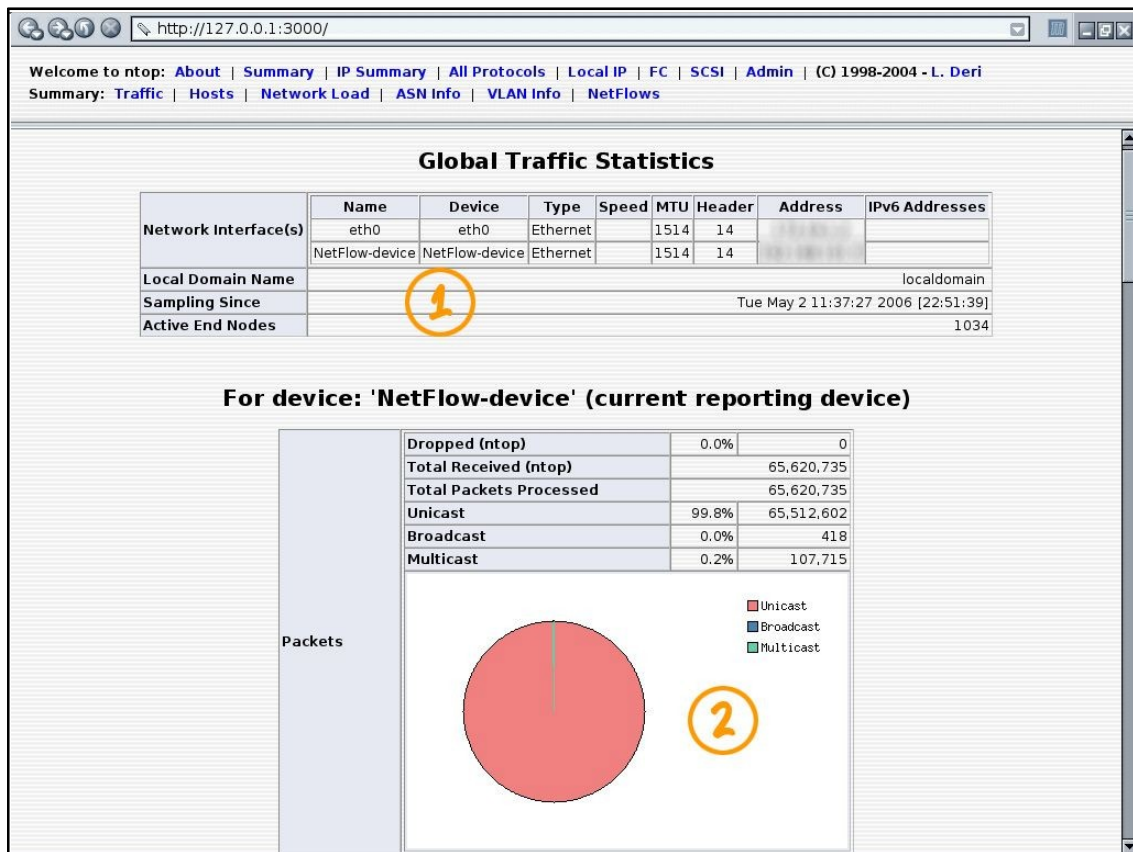 http://127.0.0.1:3000/
Welcome to ntop: About | Summary | IP Summary | All Protocols | Local IP | FC | SCSI | Admin | (C) 1998-2004 - L. Deri
Summary: Traffic | Hosts | Network Load | ASN Info | VLAN Info | NetFlows
Global Traffic Statistics
Network Interface(s)
Name Device Type Speed MTU Header Address IPv6 Addresses
eth0 eth0 Ethernet 1514 14
NetFlow-device NetFlow-device Ethernet 1514 14
Local Domain Name localdomain
Sampling Since Tue May 2 11:37:27 2006 [22:51:39]
Active End Nodes 1034
1
For device: 'NetFlow-device' (current reporting device)
Packets
Dropped (ntop) 0.0% 0
Total Received (ntop) 65,620,735
Total Packets Processed 65,620,735
Unicast 99.8% 65,512,602
Broadcast 0.0% 418
Multicast 0.2% 107,715
Unicast
Broadcast
Multicast
2